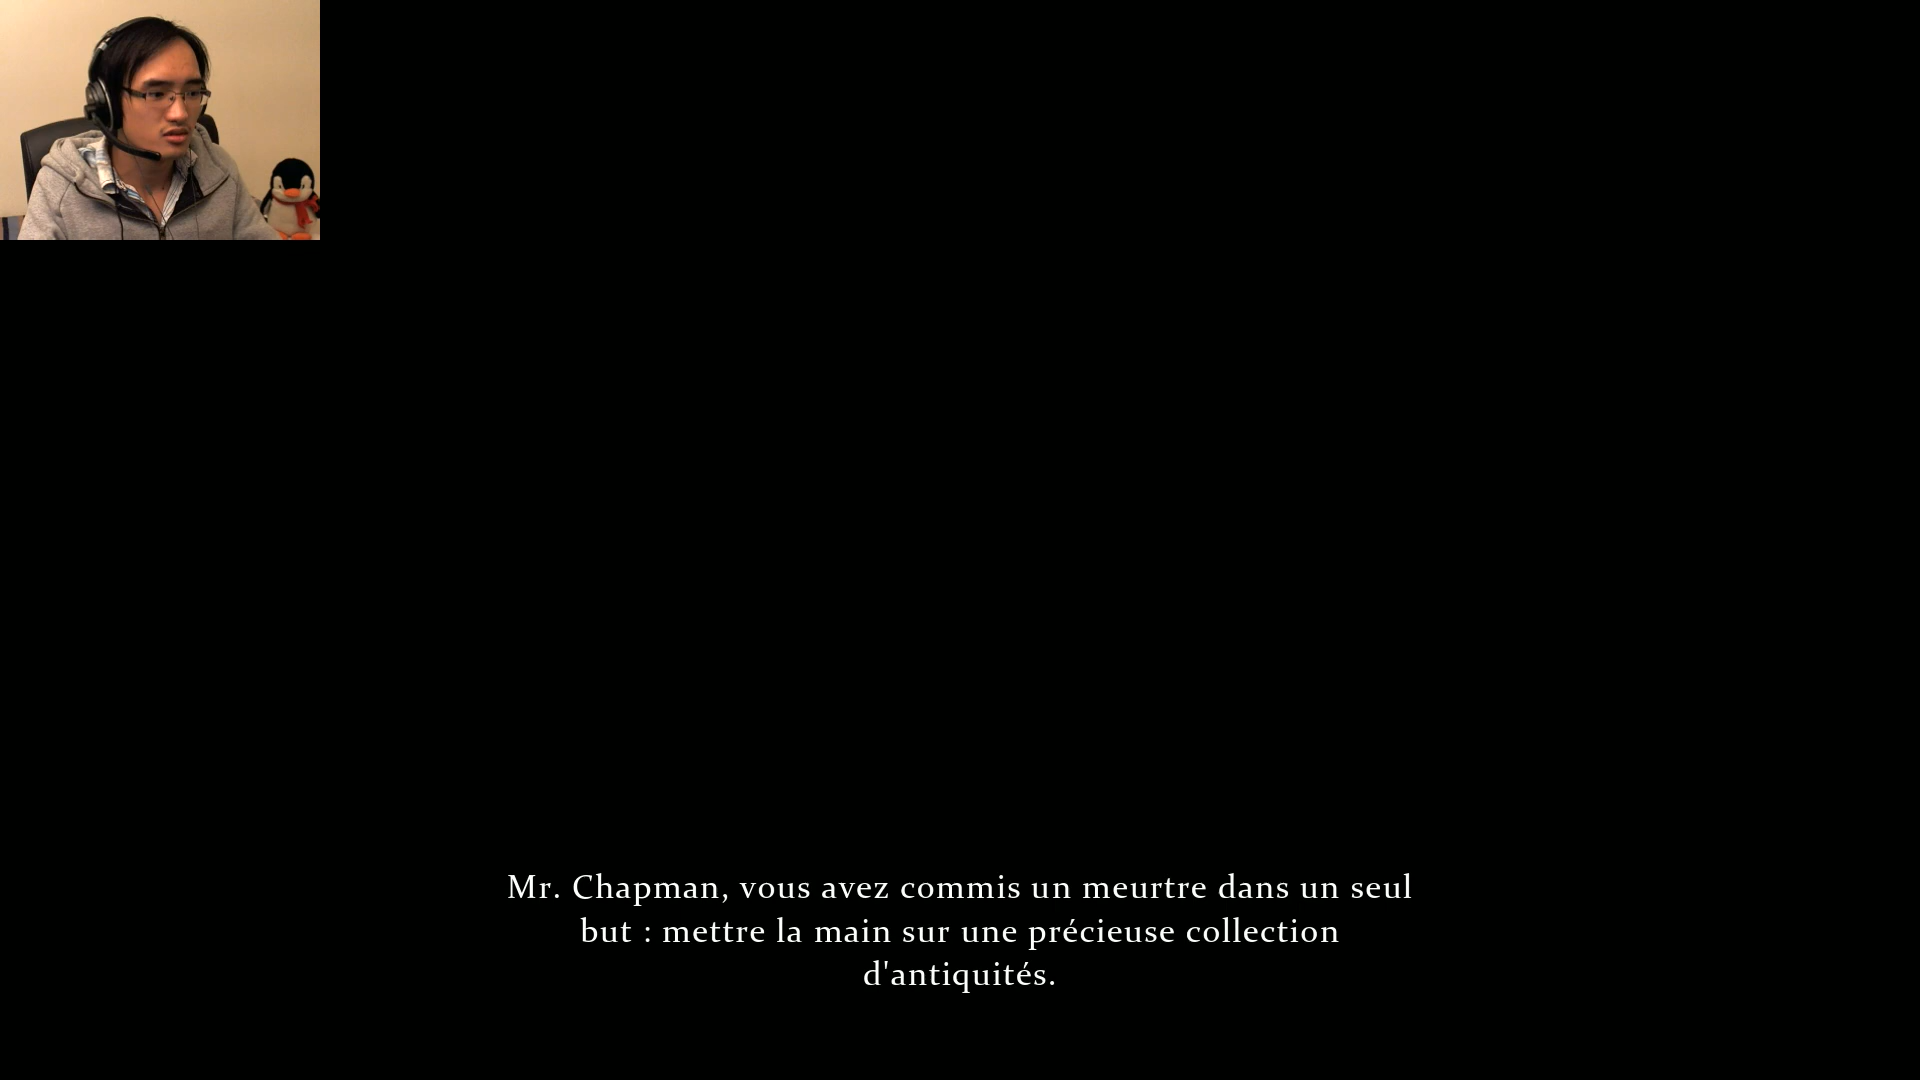 Mr. Chapman, vous avez commis un meurtre dans un seul
but : mettre la main sur une précieuse collection
d'antiquités.